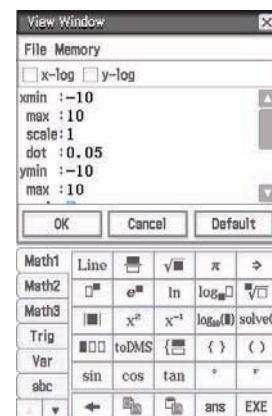 View Window
File Memory
x-log y-log
xmin :-10
max :10
scale:1
dot :0.05
ymin :-10
max :10
OK Cancel Default
Math1 Line √■ π ⇒
Math2 e■ ln log■□ ■√□
Math3 |■| x² x⁻¹ log₁₀(■) solve(
Trig toDMS { } ( )
Var sin cos tan ° r
abc ans EXE